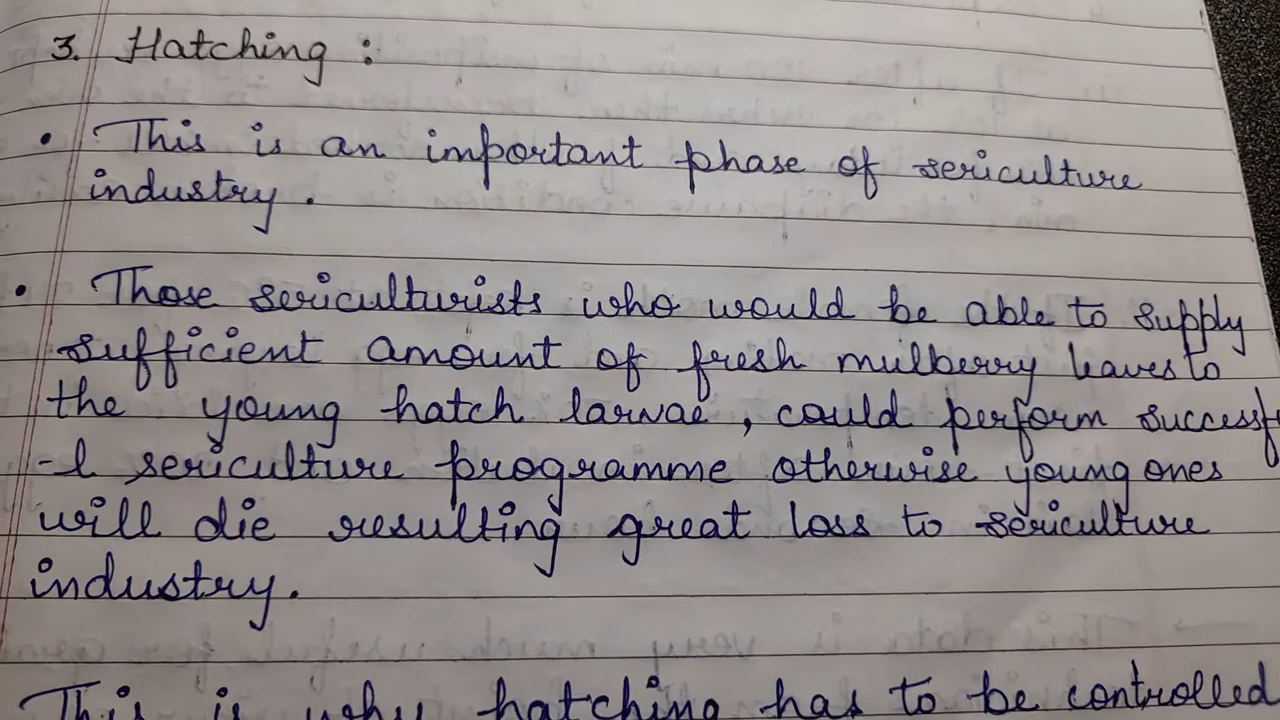 3. Hatching :
• This is an important phase of sericulture
industry.
• Those sericulturists who would be able to supply
sufficient amount of fresh mulberry leaves to
the young hatch larvae, could perform successf
-l sericulture programme otherwise young ones
will die resulting great loss to sericulture
industry.
This is why hatching has to be controlled